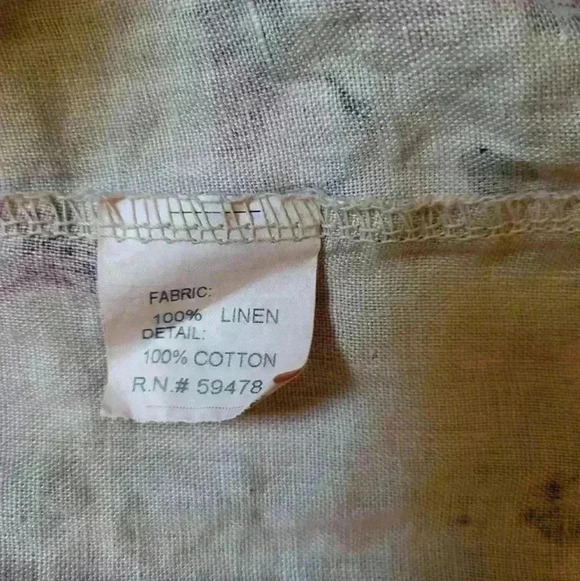 FABRIC:
100% LINEN
DETAIL:
100% COTTON
R.N.# 59478